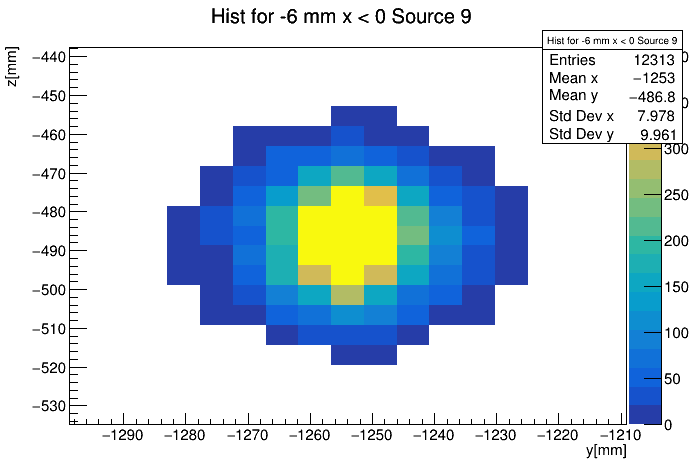 Hist for -6 mm x < 0 Source 9
Hist for -6 mm x < 0 Source 9
Entries 12313
Mean x −1253
Mean y −486.8
Std Dev x 7.978
Std Dev y 9.961
z[mm]
−440
−450
−460
−470
−480
−490
−500
−510
−520
−530
0
0
300
250
200
150
100
50
0
−1290 −1280 −1270 −1260 −1250 −1240 −1230 −1220 −1210
y[mm]